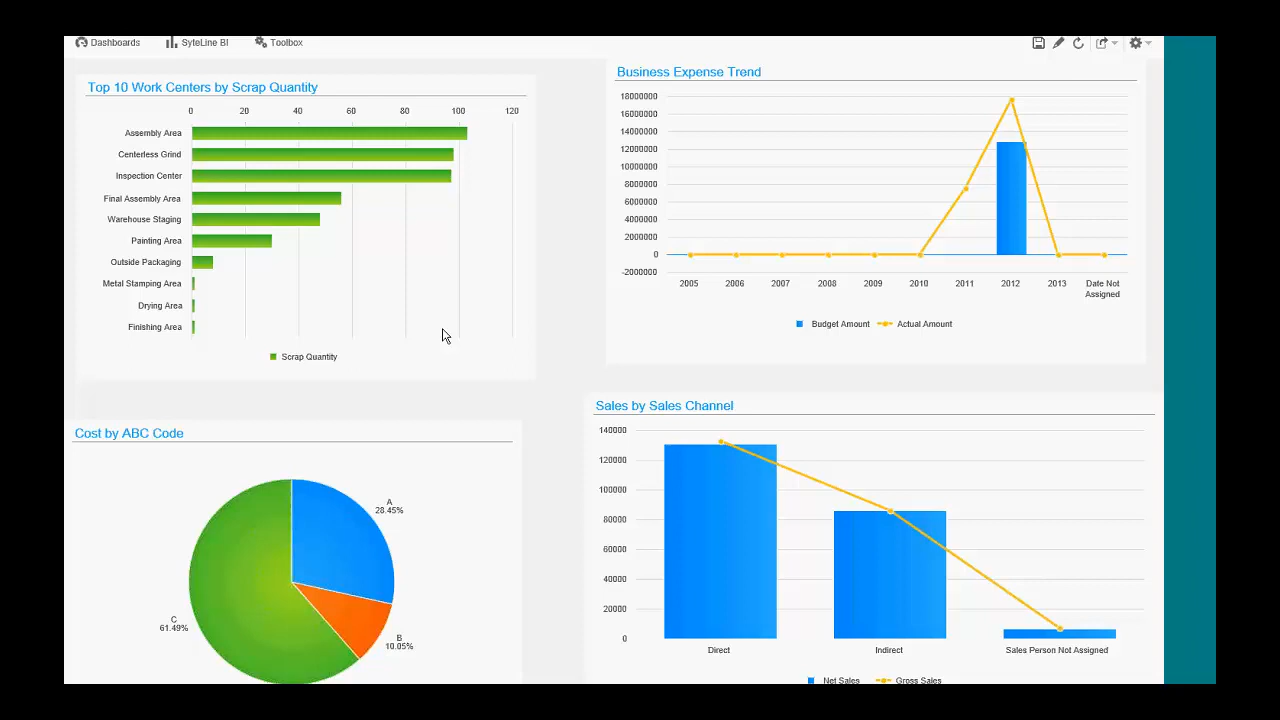 Dashboards SyteLine BI Toolbox
Top 10 Work Centers by Scrap Quantity
0 20 40 60 80 100 120
Assembly Area
Centerless Grind
Inspection Center
Final Assembly Area
Warehouse Staging
Painting Area
Outside Packaging
Metal Stamping Area
Drying Area
Finishing Area
Scrap Quantity
Business Expense Trend
18000000
16000000
14000000
12000000
10000000
8000000
6000000
4000000
2000000
0
-2000000
2005 2006 2007 2008 2009 2010 2011 2012 2013 Date Not
Assigned
Budget Amount Actual Amount
Cost by ABC Code
A
28.45%
C
61.49%
B
10.05%
Sales by Sales Channel
140000
120000
100000
80000
60000
40000
20000
0
Direct Indirect Sales Person Not Assigned
Net Sales Gross Sales